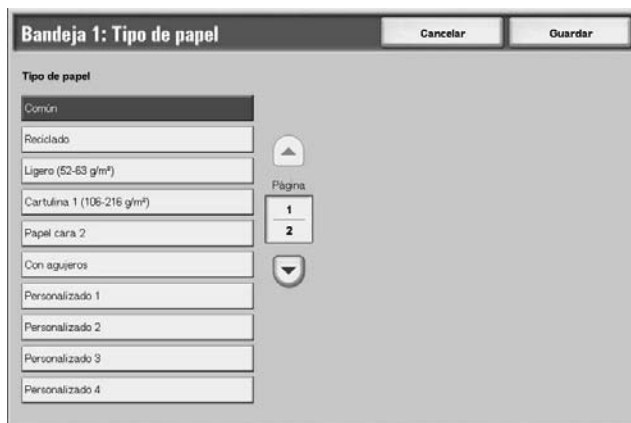 Bandeja 1: Tipo de papel
Cancelar
Guardar
Tipo de papel
Común
Reciclado
Ligero (52-63 g/m²)
Cartulina 1 (106-216 g/m²)
Papel cara 2
Con agujeros
Personalizado 1
Personalizado 2
Personalizado 3
Personalizado 4
Página
1
2